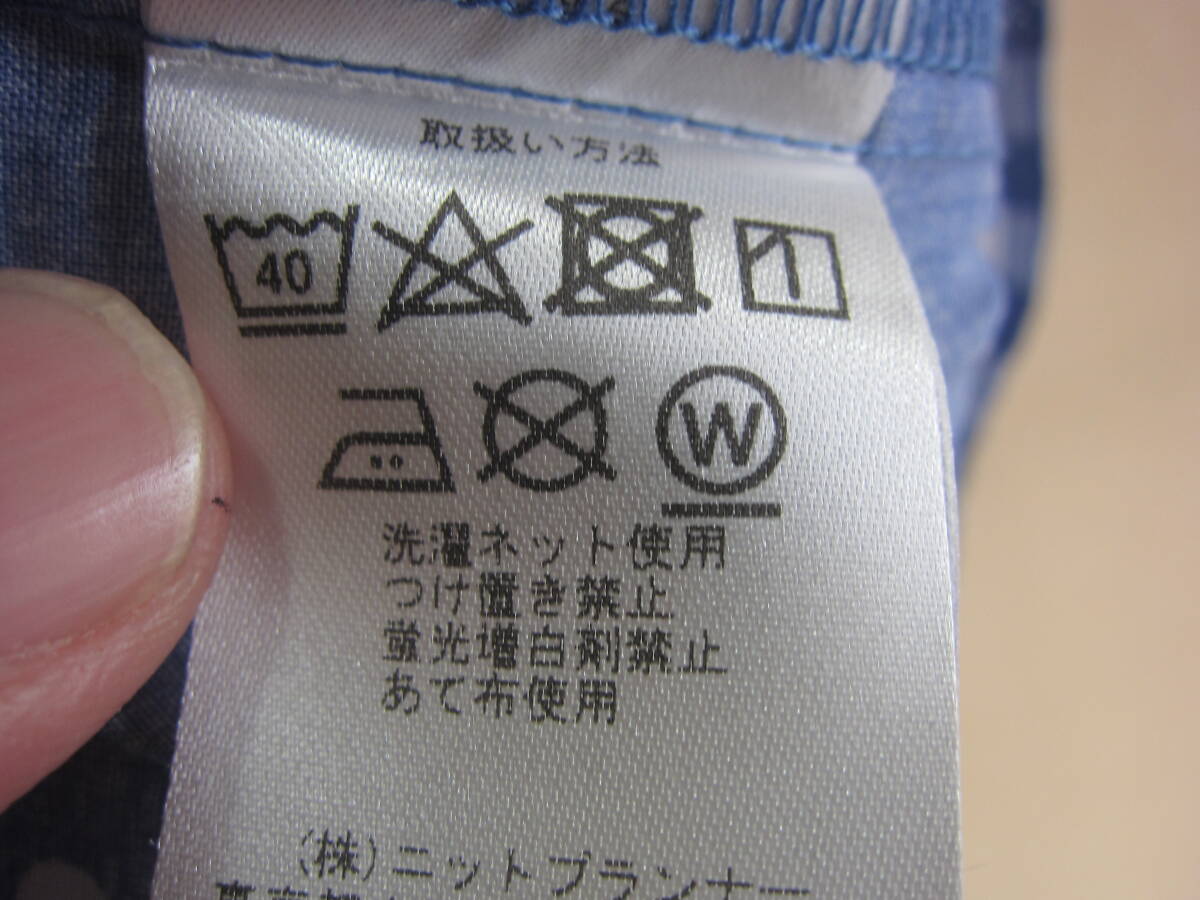 取扱い方法
40
W
洗濯ネット使用
つけ置き禁止
蛍光増白剤禁止
あて布使用
(株)ニットプランナー